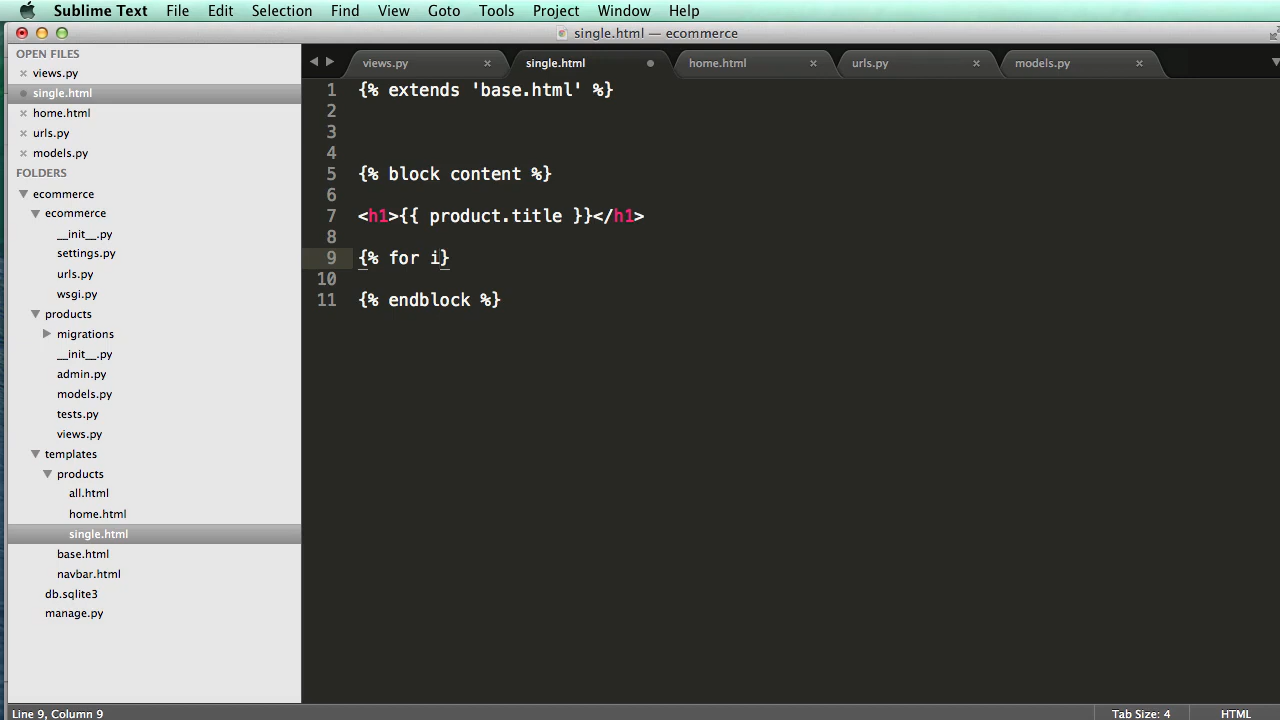 Sublime Text File Edit Selection Find View Goto Tools Project Window Help
single.html — ecommerce
OPEN FILES
views.py
single.html
home.html
urls.py
models.py
FOLDERS
ecommerce
ecommerce
__init__.py
settings.py
urls.py
wsgi.py
products
migrations
__init__.py
admin.py
models.py
tests.py
views.py
templates
products
all.html
home.html
single.html
base.html
navbar.html
db.sqlite3
manage.py
views.py single.html home.html urls.py models.py
1 {% extends 'base.html' %}
2
3
4
5 {% block content %}
6
7 <h1>{{ product.title }}</h1>
8
9 {% for i}
10
11 {% endblock %}
Line 9, Column 9 Tab Size: 4 HTML